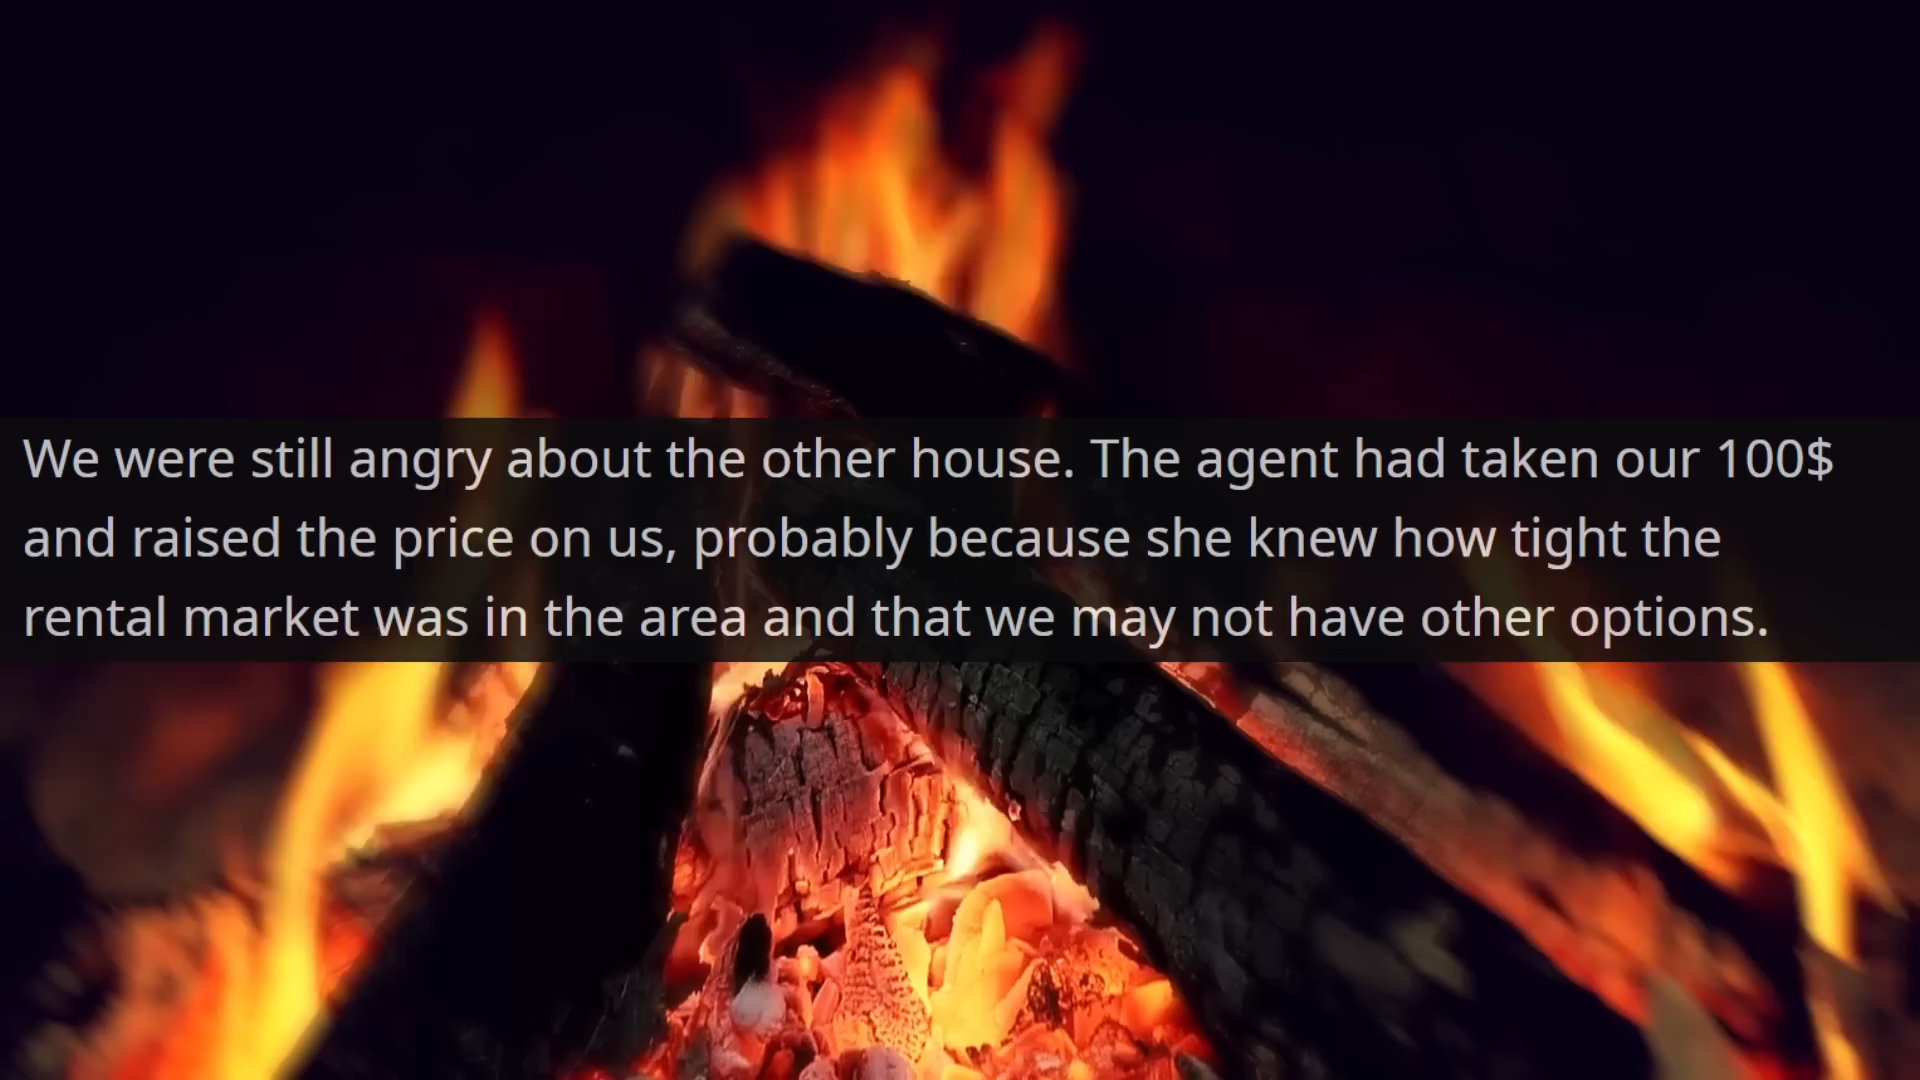 We were still angry about the other house. The agent had taken our 100$
and raised the price on us, probably because she knew how tight the
rental market was in the area and that we may not have other options.